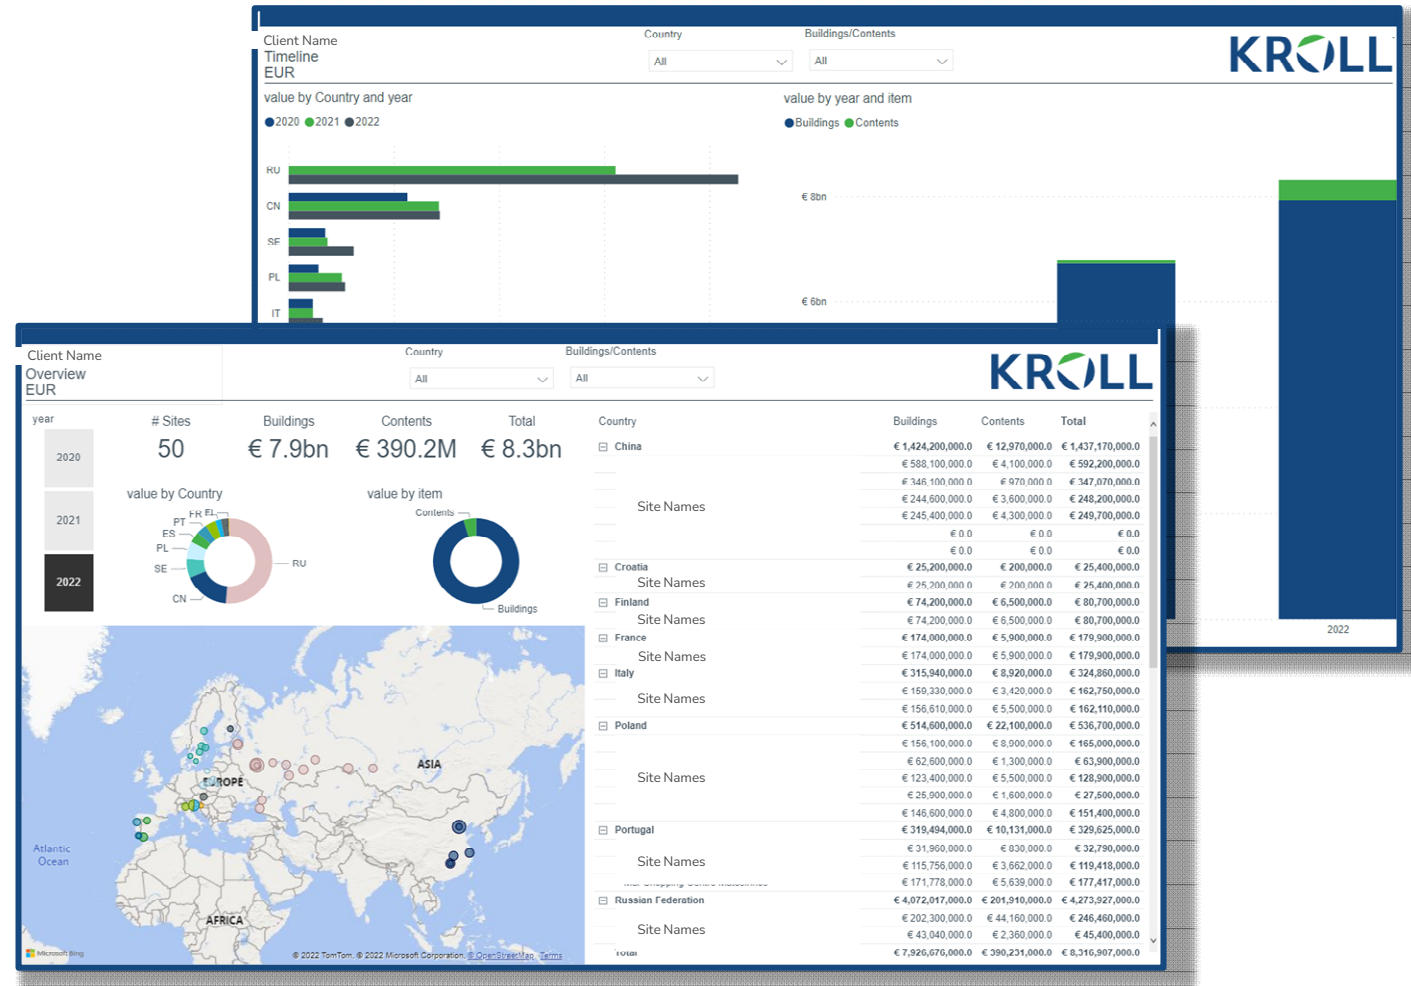 Client Name
Timeline
EUR
Country
All
Buildings/Contents
All
KROLL
value by Country and year
2020 2021 2022
RU
CN
SE
PL
IT
value by year and item
Buildings Contents
€ 8bn
€ 6bn
2022
Client Name
Overview
EUR
Country
All
Buildings/Contents
All
KROLL
year
2020
2021
2022
# Sites
50
Buildings
€ 7.9bn
Contents
€ 390.2M
Total
€ 8.3bn
value by Country
FR
PT
ES
PL
SE
CN
RU
value by item
Contents
Buildings
Country Buildings Contents Total
China € 1,424,200,000.0 € 12,970,000.0 € 1,437,170,000.0
€ 588,100,000.0 € 4,100,000.0 € 592,200,000.0
€ 346,100,000.0 € 970,000.0 € 347,070,000.0
Site Names € 244,600,000.0 € 3,600,000.0 € 248,200,000.0
€ 245,400,000.0 € 4,300,000.0 € 249,700,000.0
€ 0.0 € 0.0 € 0.0
€ 0.0 € 0.0 € 0.0
Croatia € 25,200,000.0 € 200,000.0 € 25,400,000.0
Site Names € 25,200,000.0 € 200,000.0 € 25,400,000.0
Finland € 74,200,000.0 € 6,500,000.0 € 80,700,000.0
Site Names € 74,200,000.0 € 6,500,000.0 € 80,700,000.0
France € 174,000,000.0 € 5,900,000.0 € 179,900,000.0
Site Names € 174,000,000.0 € 5,900,000.0 € 179,900,000.0
Italy € 315,940,000.0 € 8,920,000.0 € 324,860,000.0
Site Names € 159,330,000.0 € 3,420,000.0 € 162,750,000.0
€ 156,610,000.0 € 5,500,000.0 € 162,110,000.0
Poland € 514,600,000.0 € 22,100,000.0 € 536,700,000.0
€ 156,100,000.0 € 8,900,000.0 € 165,000,000.0
€ 62,600,000.0 € 1,300,000.0 € 63,900,000.0
Site Names € 123,400,000.0 € 5,500,000.0 € 128,900,000.0
€ 25,900,000.0 € 1,600,000.0 € 27,500,000.0
€ 146,600,000.0 € 4,800,000.0 € 151,400,000.0
Portugal € 319,494,000.0 € 10,131,000.0 € 329,625,000.0
€ 31,960,000.0 € 830,000.0 € 32,790,000.0
Site Names € 115,756,000.0 € 3,662,000.0 € 119,418,000.0
€ 171,778,000.0 € 5,639,000.0 € 177,417,000.0
Russian Federation € 4,072,017,000.0 € 201,910,000.0 € 4,273,927,000.0
€ 202,300,000.0 € 44,160,000.0 € 246,460,000.0
Site Names € 43,040,000.0 € 2,360,000.0 € 45,400,000.0
Total € 7,926,676,000.0 € 390,231,000.0 € 8,316,907,000.0
ASIA
EUROPE
Atlantic
Ocean
AFRICA
Microsoft Bing
© 2022 TomTom, © 2022 Microsoft Corporation, © OpenStreetMap Terms